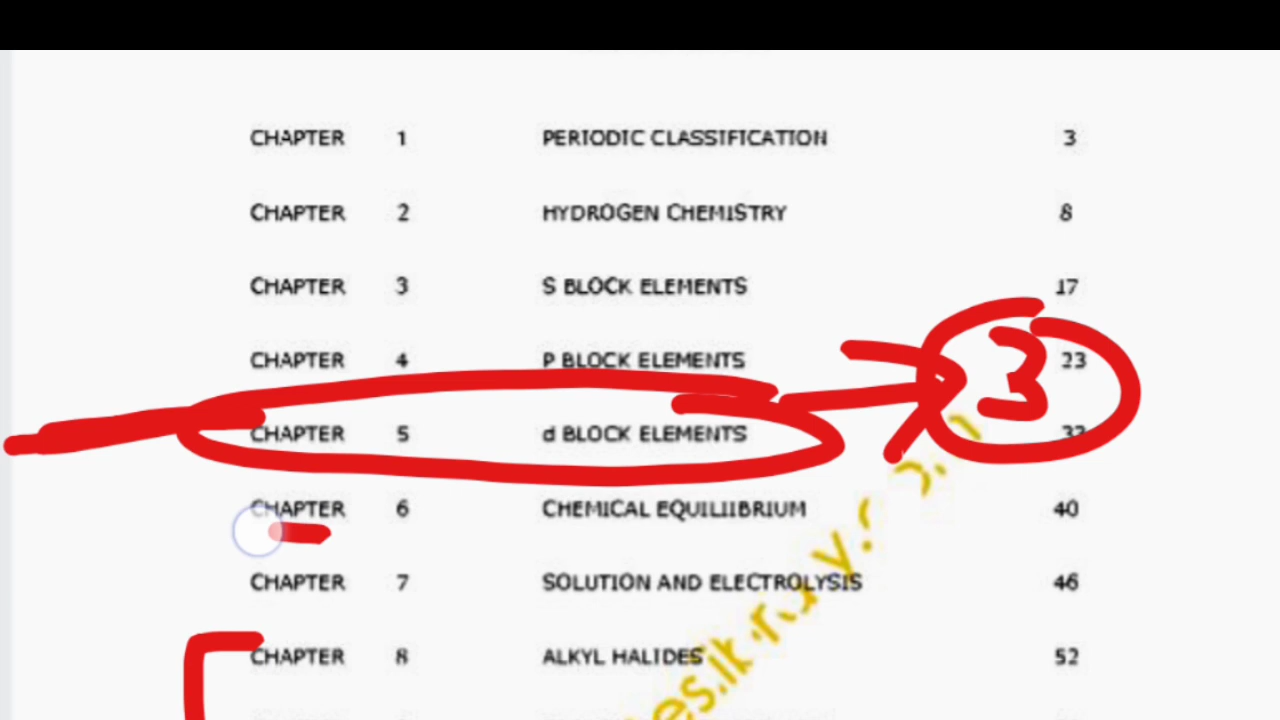 CHAPTER 1 PERIODIC CLASSIFICATION 3
CHAPTER 2 HYDROGEN CHEMISTRY 8
CHAPTER 3 S BLOCK ELEMENTS 17
CHAPTER 4 P BLOCK ELEMENTS 23
3
CHAPTER 5 d BLOCK ELEMENTS
CHAPTER 6 CHEMICAL EQUILIIBRIUM 40
CHAPTER 7 SOLUTION AND ELECTROLYSIS 46
CHAPTER 8 ALKYL HALIDES 52